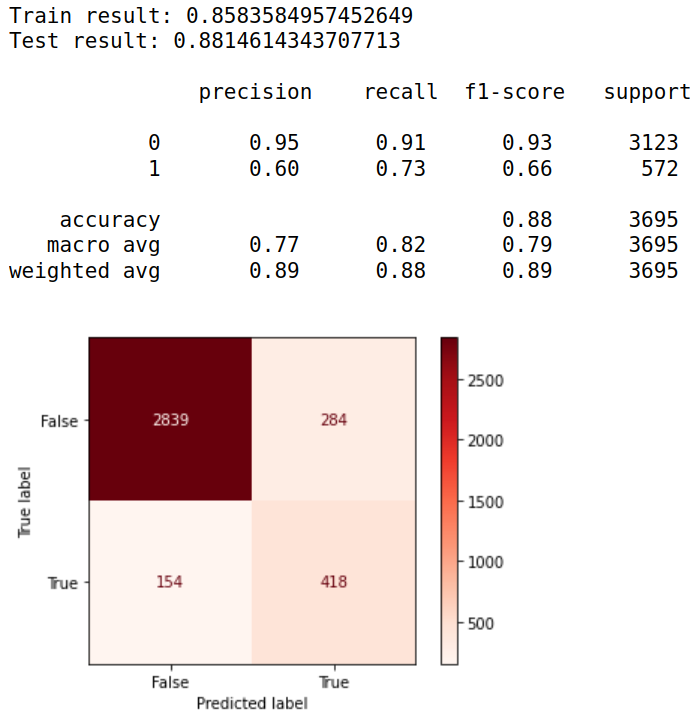 Train result: 0.8583584957452649
Test result: 0.8814614343707713
precision recall f1-score support
0 0.95 0.91 0.93 3123
1 0.60 0.73 0.66 572
accuracy 0.88 3695
macro avg 0.77 0.82 0.79 3695
weighted avg 0.89 0.88 0.89 3695
2500
False 2839 284
2000
True label
1500
1000
True 154 418
500
False True
Predicted label